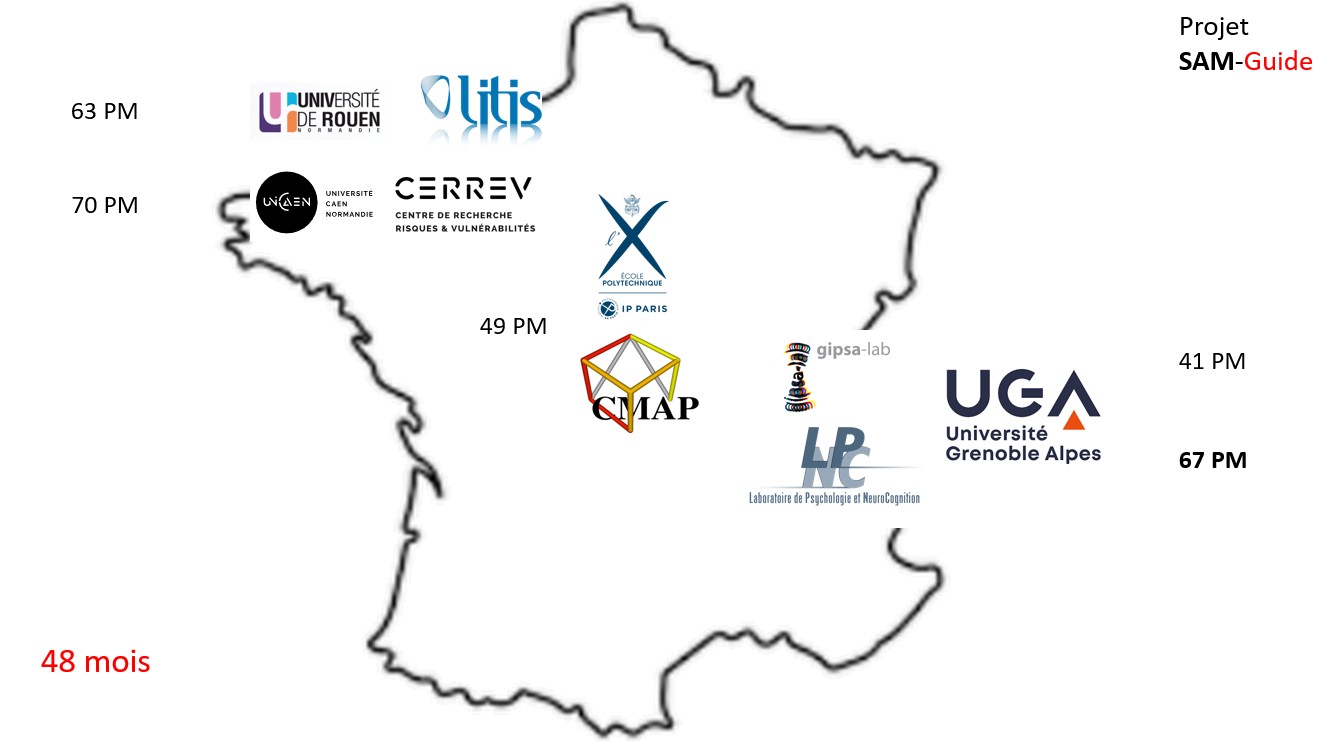 Projet
SAM-Guide
63 PM
UNIVERSITÉ
DE ROUEN
NORMANDIE
litis
70 PM
UNICAEN
UNIVERSITÉ
CAEN
NORMANDIE
CERREV
CENTRE DE RECHERCHE
RISQUES & VULNÉRABILITÉS
l'X
ÉCOLE
POLYTECHNIQUE
IP PARIS
49 PM
CMAP
gipsa-lab
41 PM
UGA
Université
Grenoble Alpes
LPNC
Laboratoire de Psychologie et NeuroCognition
67 PM
48 mois